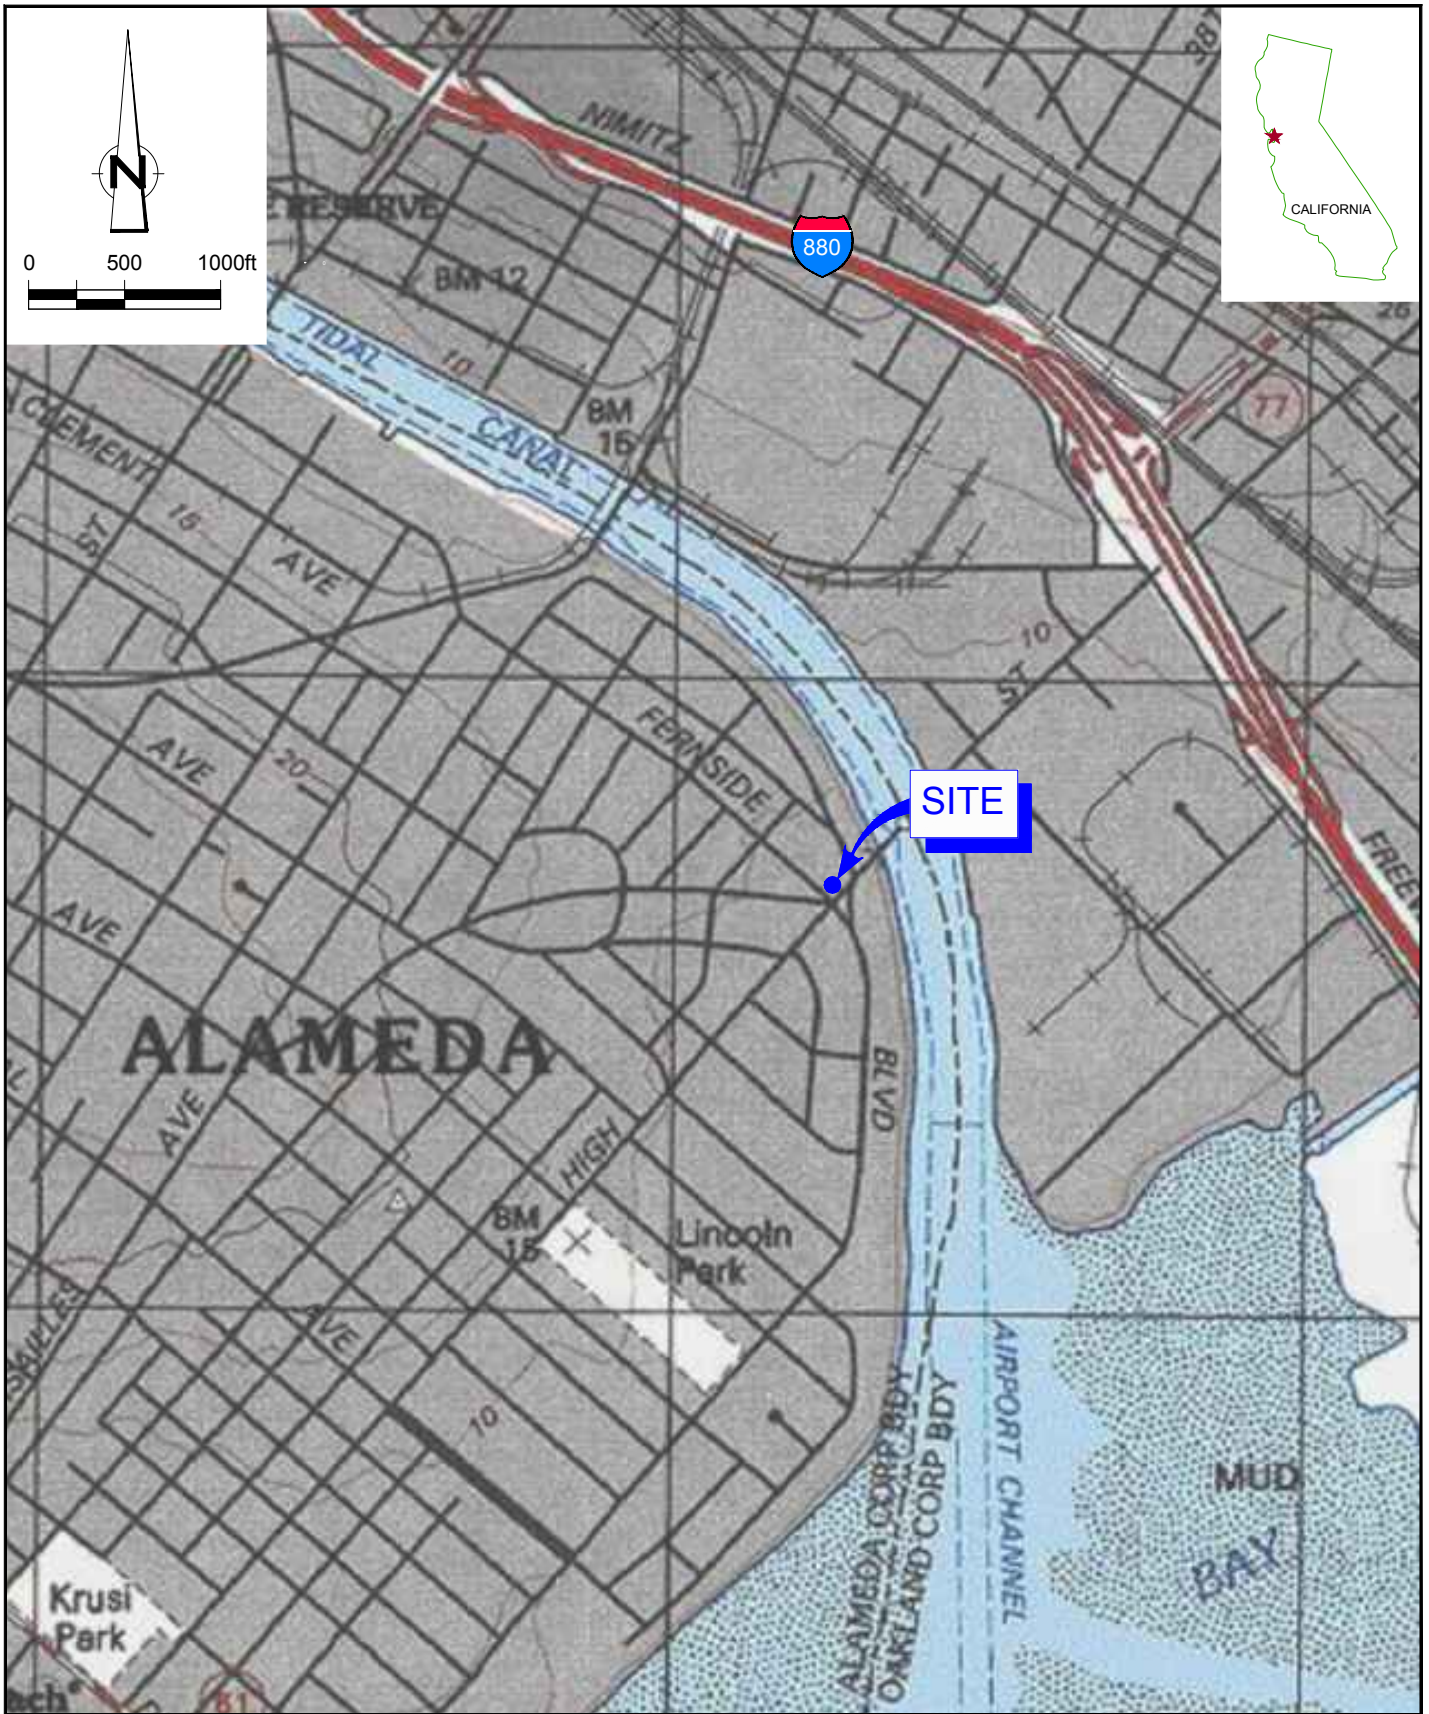 N
0 500 1000ft
CALIFORNIA
NIMITZ
E RESERVE
880
BM 12
TIDAL
10
CANAL
BM
15
77
CLEMENT
15
ST
AVE
10
ST
FERNSIDE
AVE
20
SITE
FREE
AVE
ALAMEDA
BLVD
AVE
HIGH
BM
15
Lincoln
Park
AVE
10
AIRPORT CHANNEL
ALAMEDA CORP BDY
OAKLAND CORP BDY
MUD
BAY
Krusi
Park
61